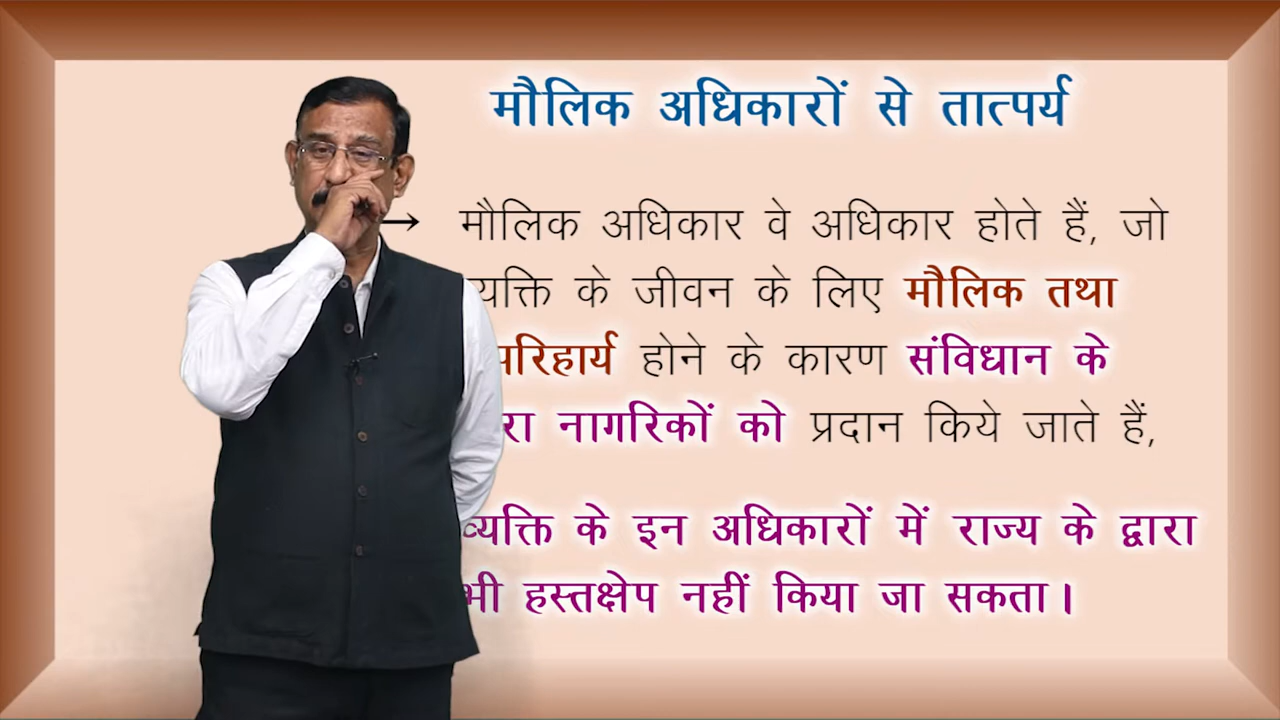 मौलिक अधिकारों से तात्पर्य
→ मौलिक अधिकार वे अधिकार होते हैं, जो
के जीवन के लिए मौलिक तथा
होने के कारण संविधान के
नागरिकों को प्रदान किये जाते हैं,
व्यक्ति के इन अधिकारों में राज्य के द्वारा
भी हस्तक्षेप नहीं किया जा सकता।